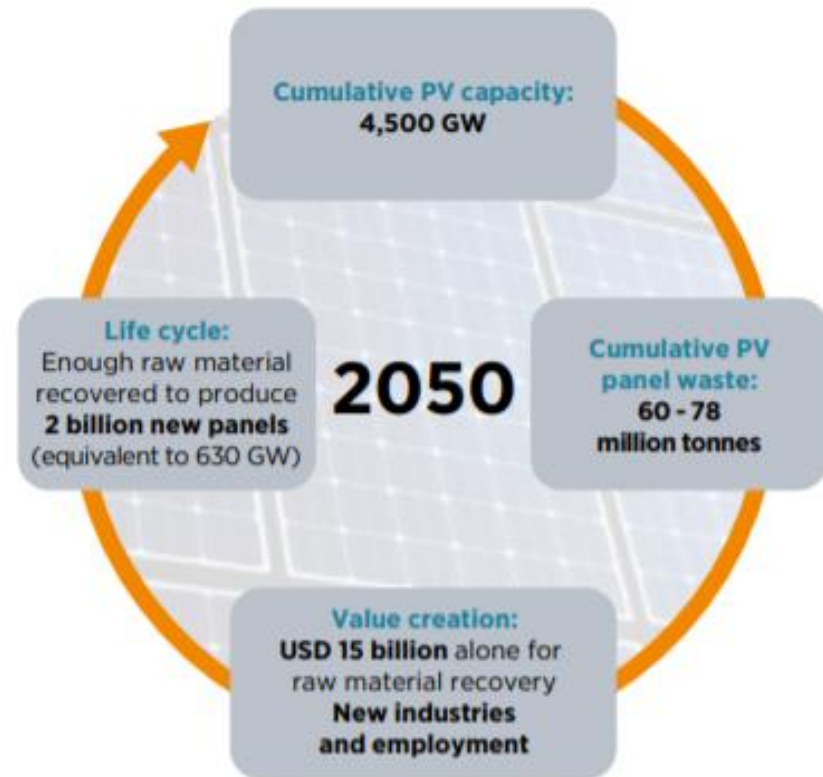 Cumulative PV capacity:
4,500 GW
Life cycle:
Enough raw material
recovered to produce
2 billion new panels
(equivalent to 630 GW)
2050
Cumulative PV
panel waste:
60 - 78
million tonnes
Value creation:
USD 15 billion alone for
raw material recovery
New industries
and employment